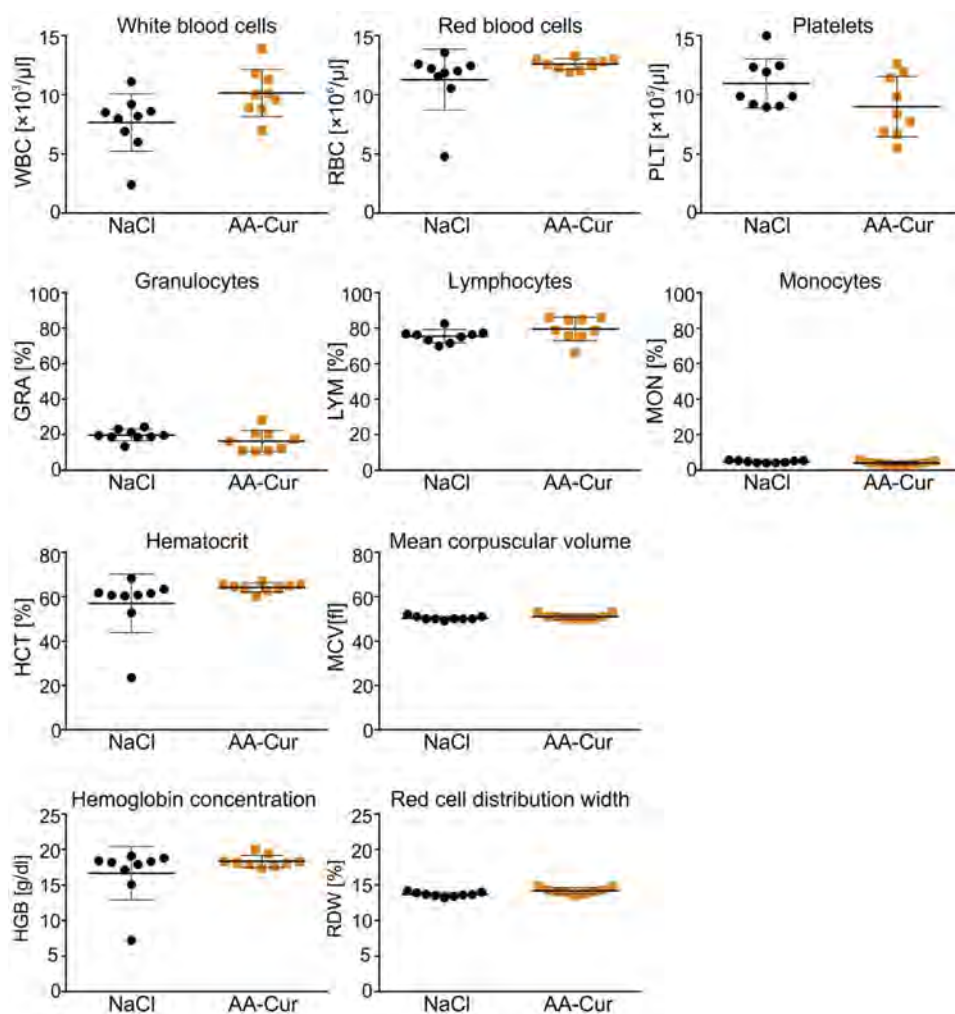 White blood cells
WBC [×10³/µl]
15
10
5
0
NaCl
AA-Cur
Red blood cells
RBC [×10⁶/µl]
15
10
5
0
NaCl
AA-Cur
Platelets
PLT [×10⁵/µl]
15
10
5
0
NaCl
AA-Cur
Granulocytes
GRA [%]
100
80
60
40
20
0
NaCl
AA-Cur
Lymphocytes
LYM [%]
100
80
60
40
20
0
NaCl
AA-Cur
Monocytes
MON [%]
100
80
60
40
20
0
NaCl
AA-Cur
Hematocrit
HCT [%]
80
60
40
20
0
NaCl
AA-Cur
Mean corpuscular volume
MCV[fl]
80
60
40
20
0
NaCl
AA-Cur
Hemoglobin concentration
HGB [g/dl]
25
20
15
10
5
0
NaCl
AA-Cur
Red cell distribution width
RDW [%]
25
20
15
10
5
0
NaCl
AA-Cur